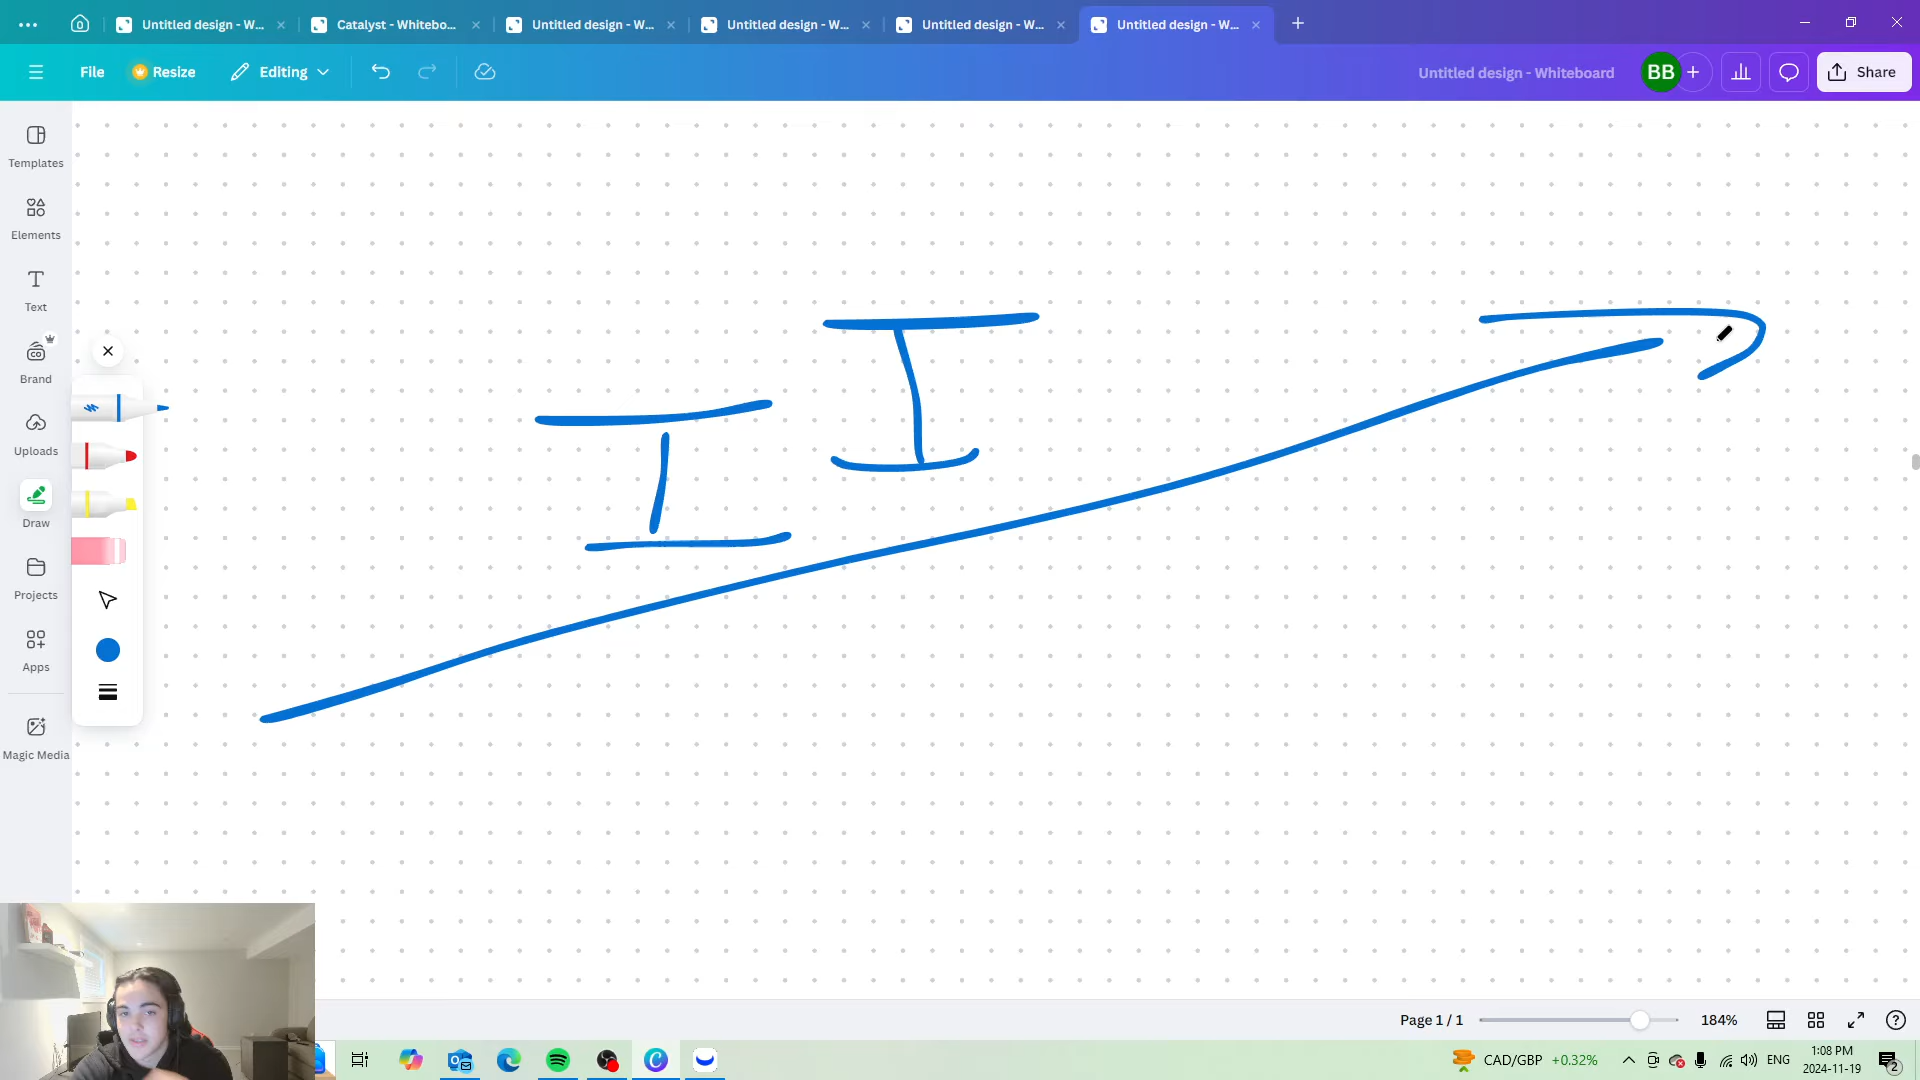 Untitled design - W... Catalyst - Whitebo... Untitled design - W... Untitled design - W... Untitled design - W... Untitled design - W...
File Resize Editing Untitled design - Whiteboard BB Share
Templates
Elements
Text
Brand
Uploads
Draw
Projects
Apps
Magic Media
I I
Page 1 / 1 184%
CAD/GBP +0.32% ENG 1:08 PM
2024-11-19 2